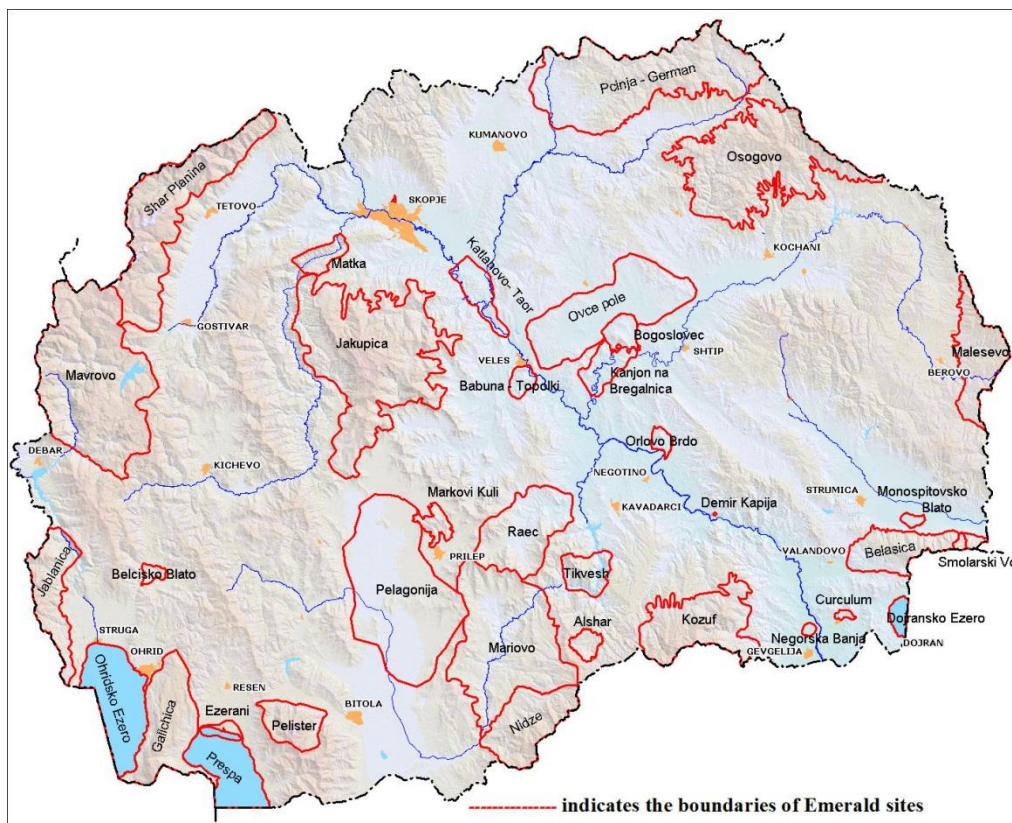 Pcinja - German
KUMANOVO
Osogovo
Shar Planina
TETOVO
SKOPJE
KOCHANI
Matka
Katlanovo- Taor
Ovce pole
GOSTIVAR
Jakupica
Bogoslovec
SHTIP
Malesevo
BEROVO
Mavrovo
VELES
Babuna - Topolki
Kanjon na
Bregalnica
DEBAR
KICHEVO
Orlovo Brdo
NEGOTINO
Markovi Kuli
KAVADARCI
Demir Kapija
STRUMICA
Monospitovsko
Blato
Raec
PRILEP
VALANDOVO
Belasica
Smolarski Vo
Jablanica
Belcisko Blato
Pelagonija
Tikvesh
Alshar
Kozuf
Curculum
Dojransko Ezero
Negorska Banja
GEVGELIJA
DOJRAN
STRUGA
OHRID
Mariovo
Ohridsko Ezero
Galichica
RESEN
Ezerani
Pelister
BITOLA
Nidze
Prespa
indicates the boundaries of Emerald sites